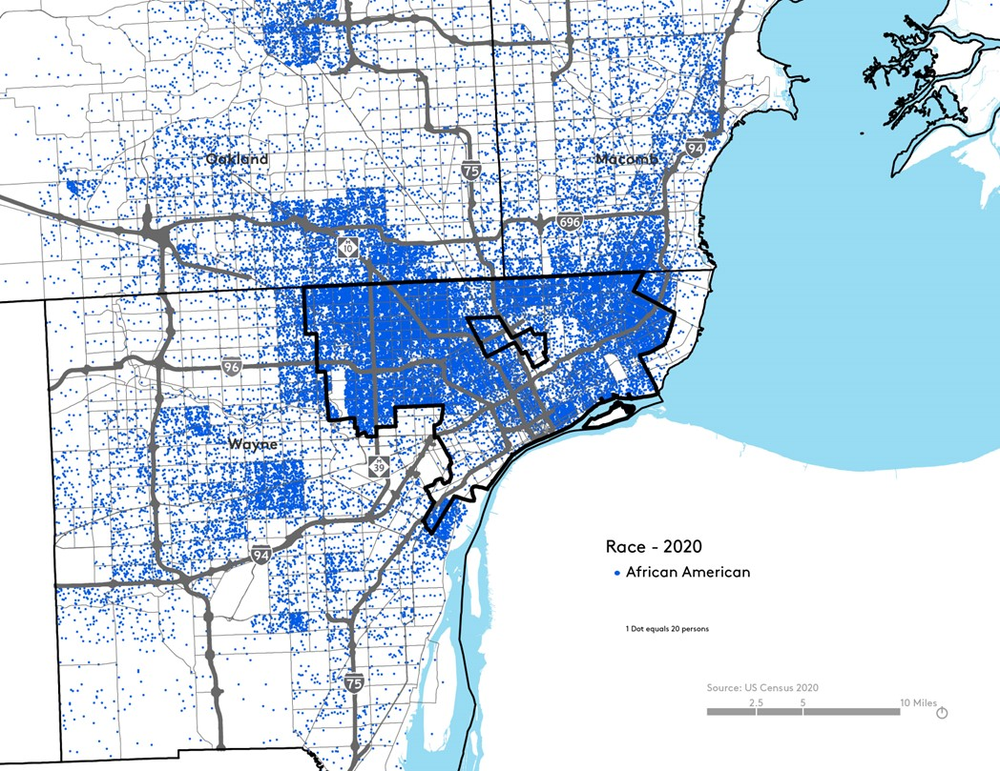 Oakland
Macomb
94
75
696
M
10
96
Wayne
M
39
94
Race - 2020
African American
1 Dot equals 20 persons
75
Source: US Census 2020
2.5 5 10 Miles